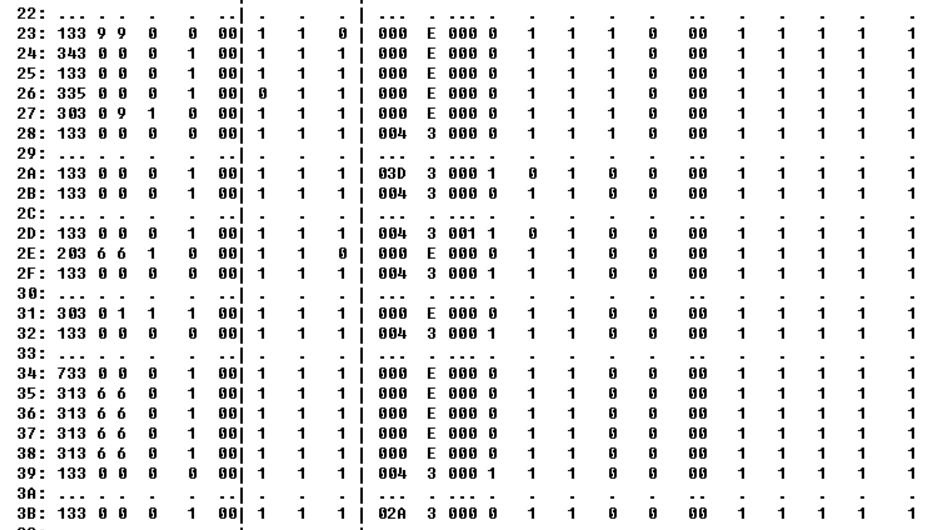 22: ... . . . . ..| . . . | ... . ... . . . . . .. . . . . .
23: 133 9 9 0 0 00| 1 1 0 | 000 E 000 0 1 1 1 0 00 1 1 1 1 1
24: 343 0 0 0 1 00| 1 1 1 | 000 E 000 0 1 1 1 0 00 1 1 1 1 1
25: 133 0 0 0 1 00| 1 1 1 | 000 E 000 0 1 1 1 0 00 1 1 1 1 1
26: 335 0 0 0 1 00| 0 1 1 | 000 E 000 0 1 1 1 0 00 1 1 1 1 1
27: 303 0 9 1 0 00| 1 1 1 | 000 E 000 0 1 1 1 0 00 1 1 1 1 1
28: 133 0 0 0 0 00| 1 1 1 | 004 3 000 0 1 1 1 0 00 1 1 1 1 1
29: ... . . . . ..| . . . | ... . ... . . . . . .. . . . . .
2A: 133 0 0 0 1 00| 1 1 1 | 03D 3 000 1 0 1 0 0 00 1 1 1 1 1
2B: 133 0 0 0 1 00| 1 1 1 | 004 3 000 0 1 1 0 0 00 1 1 1 1 1
2C: ... . . . . ..| . . . | ... . ... . . . . . .. . . . . .
2D: 133 0 0 0 1 00| 1 1 1 | 004 3 001 1 0 1 0 0 00 1 1 1 1 1
2E: 203 6 6 1 0 00| 1 1 0 | 000 E 000 0 1 1 0 0 00 1 1 1 1 1
2F: 133 0 0 0 0 00| 1 1 1 | 004 3 000 1 1 1 0 0 00 1 1 1 1 1
30: ... . . . . ..| . . . | ... . ... . . . . . .. . . . . .
31: 303 0 1 1 1 00| 1 1 1 | 000 E 000 0 1 1 0 0 00 1 1 1 1 1
32: 133 0 0 0 0 00| 1 1 1 | 004 3 000 1 1 1 0 0 00 1 1 1 1 1
33: ... . . . . ..| . . . | ... . ... . . . . . .. . . . . .
34: 733 0 0 0 1 00| 1 1 1 | 000 E 000 0 1 1 0 0 00 1 1 1 1 1
35: 313 6 6 0 1 00| 1 1 1 | 000 E 000 0 1 1 0 0 00 1 1 1 1 1
36: 313 6 6 0 1 00| 1 1 1 | 000 E 000 0 1 1 0 0 00 1 1 1 1 1
37: 313 6 6 0 1 00| 1 1 1 | 000 E 000 0 1 1 0 0 00 1 1 1 1 1
38: 313 6 6 0 1 00| 1 1 1 | 000 E 000 0 1 1 0 0 00 1 1 1 1 1
39: 133 0 0 0 0 00| 1 1 1 | 004 3 000 1 1 1 0 0 00 1 1 1 1 1
3A: ... . . . . ..| . . . | ... . ... . . . . . .. . . . . .
3B: 133 0 0 0 1 00| 1 1 1 | 02A 3 000 0 1 1 0 0 00 1 1 1 1 1